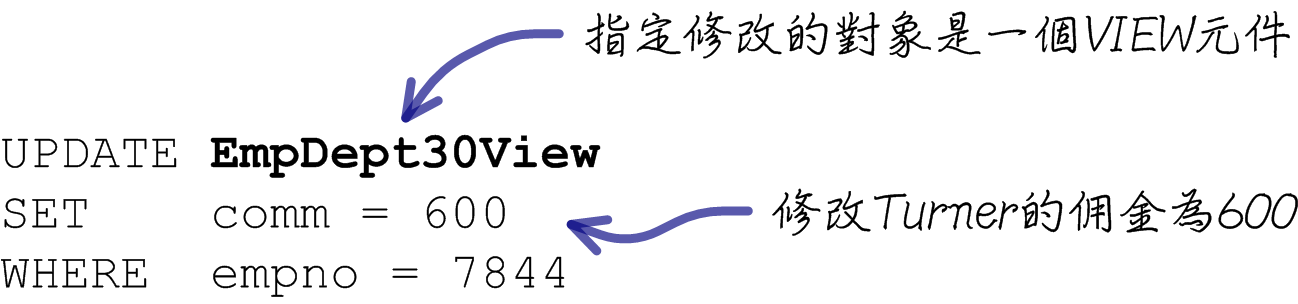 指定修改的對象是一個VIEW元件
UPDATE EmpDept30View
SET comm = 600
修改Turner的佣金為600
WHERE empno = 7844